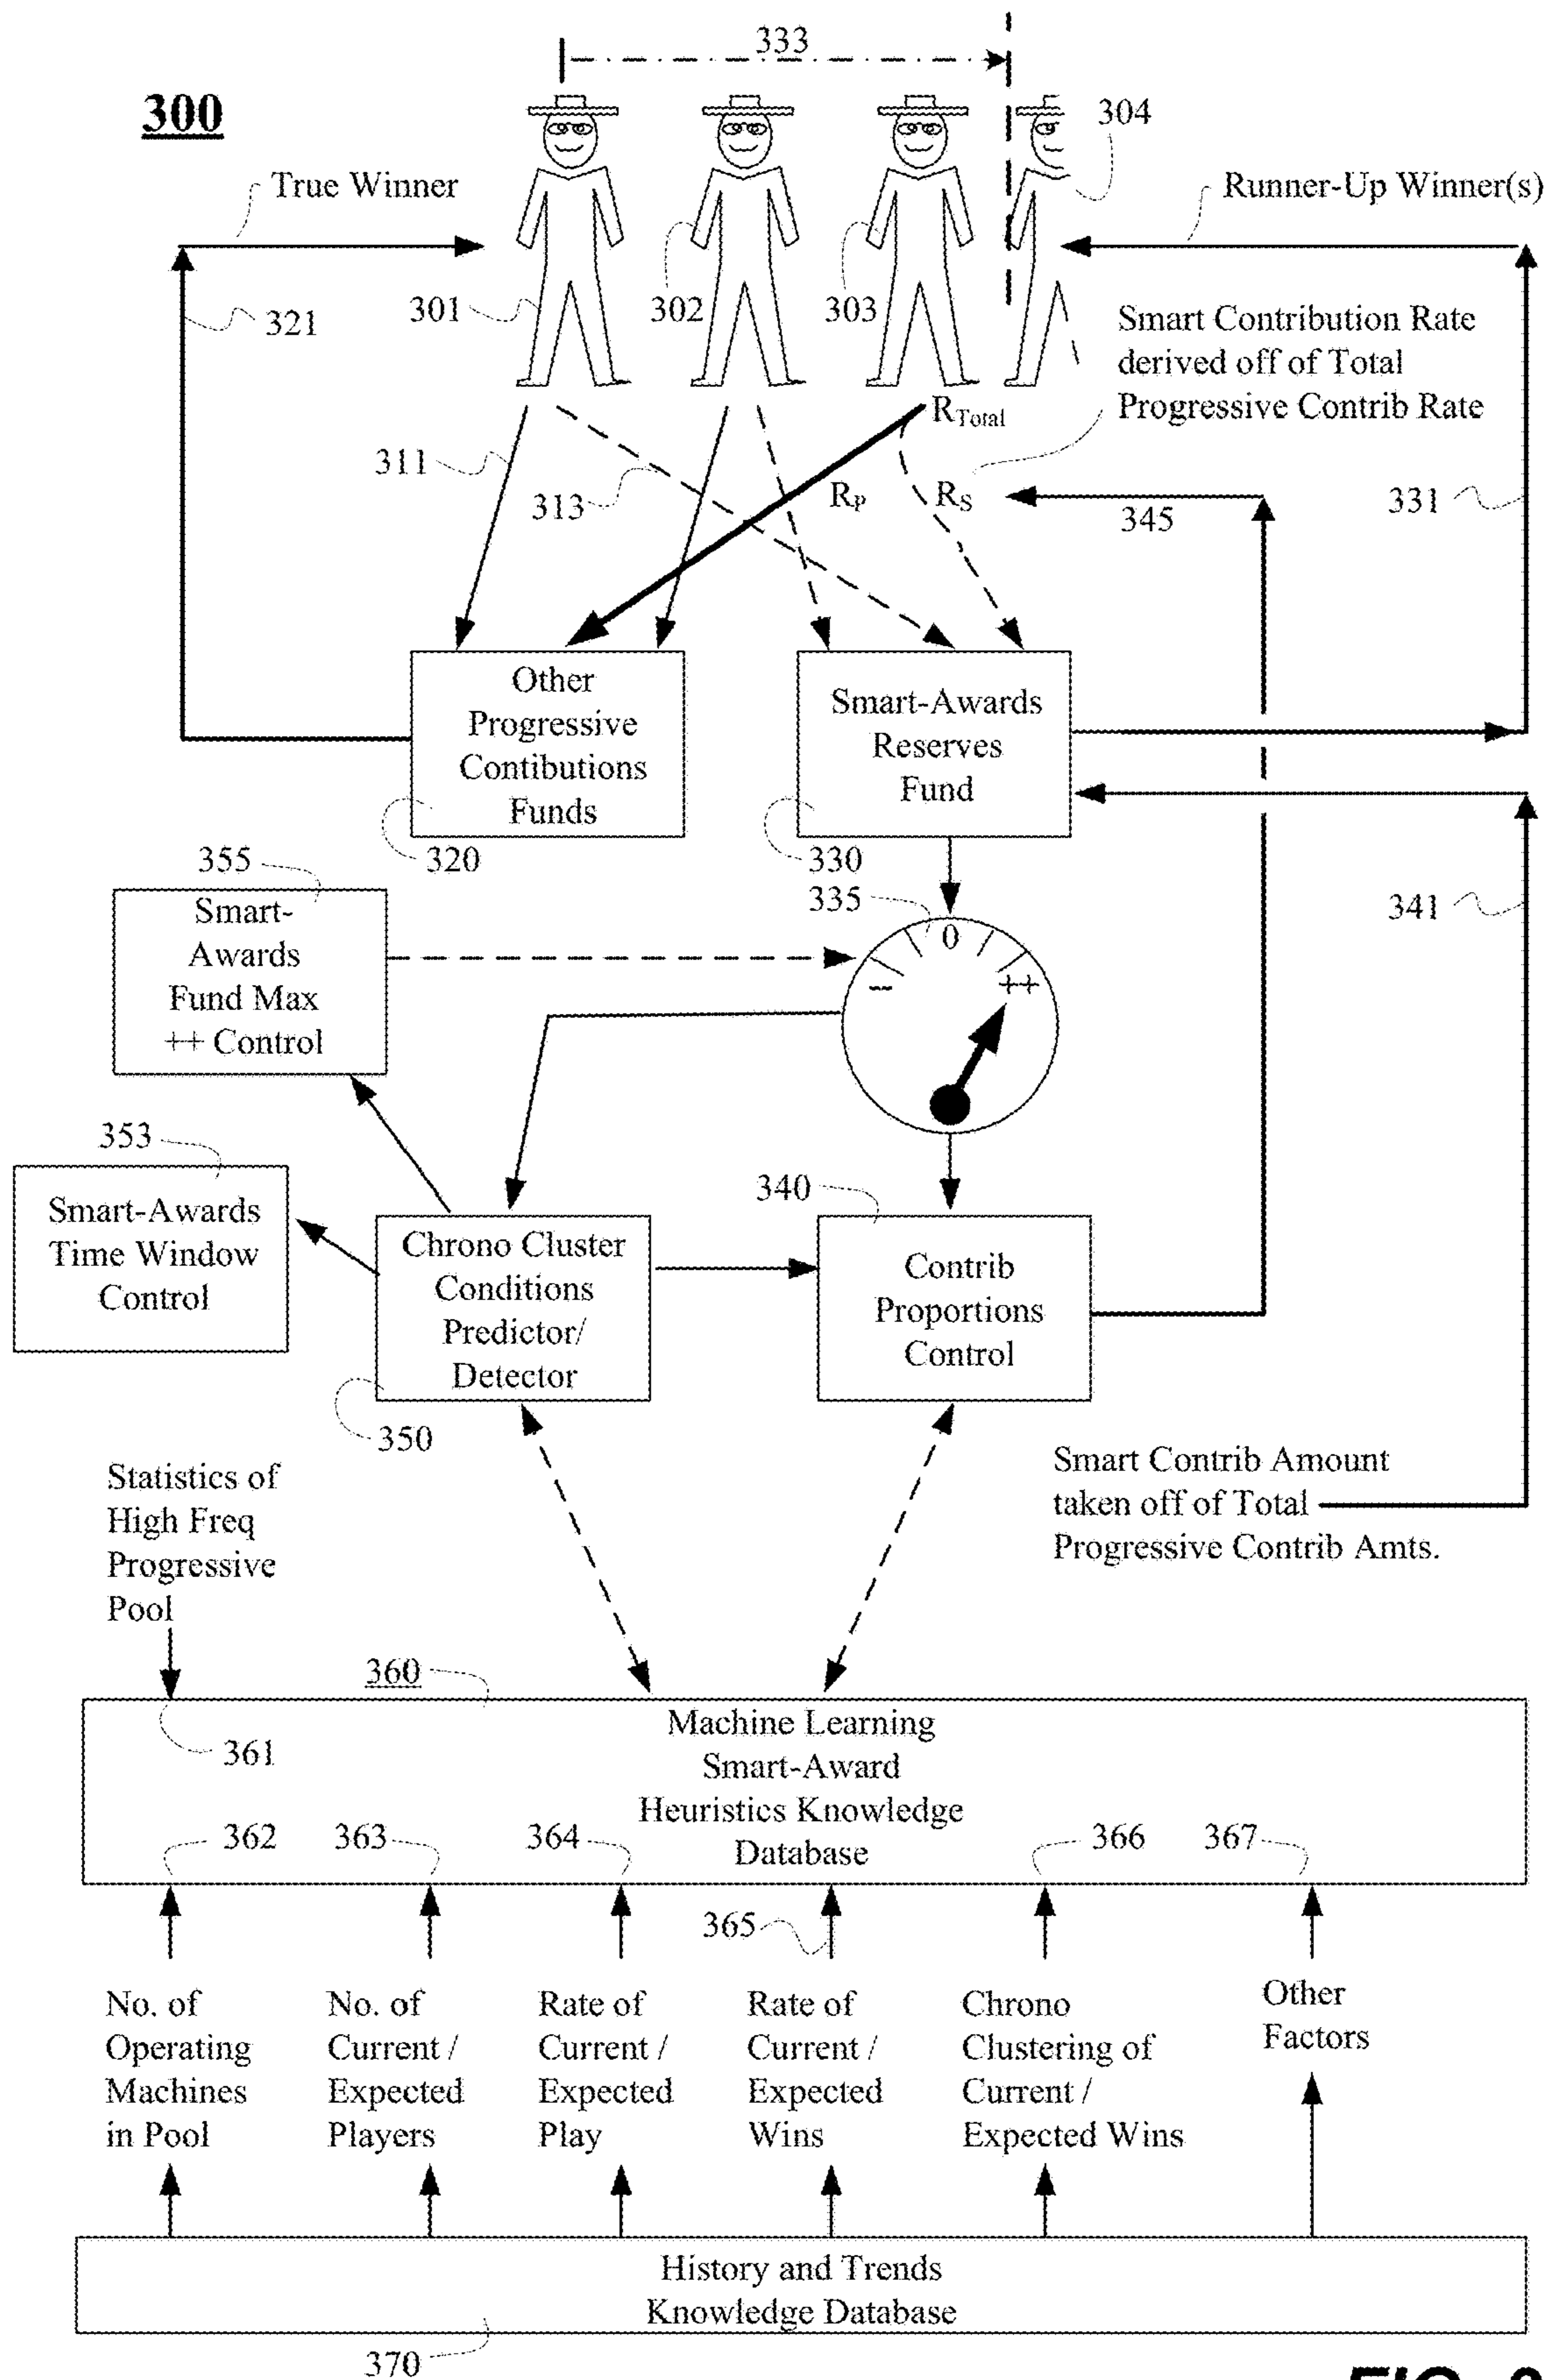 333
300
304
True Winner
Runner-Up Winner(s)
301
302
303
321
Smart Contribution Rate
derived off of Total
Progressive Contrib Rate
R_Total
311
313
R_P
R_S
345
331
Other
Progressive
Contibutions
Funds
Smart-Awards
Reserves
Fund
320
330
355
335
341
Smart-
Awards
Fund Max
++ Control
0
--
++
353
340
Smart-Awards
Time Window
Control
Chrono Cluster
Conditions
Predictor/
Detector
Contrib
Proportions
Control
350
Statistics of
High Freq
Progressive
Pool
Smart Contrib Amount
taken off of Total
Progressive Contrib Amts.
360
361
Machine Learning
Smart-Award
Heuristics Knowledge
Database
362
363
364
366
367
365
No. of
Operating
Machines
in Pool
No. of
Current /
Expected
Players
Rate of
Current /
Expected
Play
Rate of
Current /
Expected
Wins
Chrono
Clustering of
Current /
Expected Wins
Other
Factors
History and Trends
Knowledge Database
370